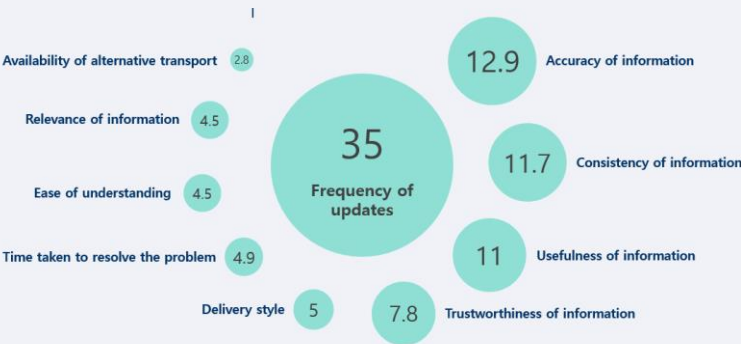 Availability of alternative transport 2.8
Relevance of information 4.5
Ease of understanding 4.5
Time taken to resolve the problem 4.9
Delivery style 5
35
Frequency of
updates
12.9 Accuracy of information
11.7 Consistency of information
11 Usefulness of information
7.8 Trustworthiness of information